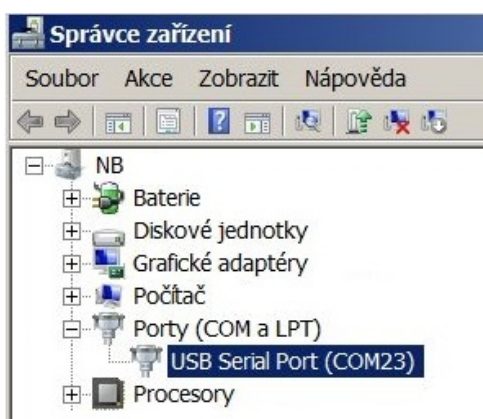 Správce zařízení
Soubor Akce Zobrazit Nápověda
NB
Baterie
Diskové jednotky
Grafické adaptéry
Počítač
Porty (COM a LPT)
USB Serial Port (COM23)
Procesory